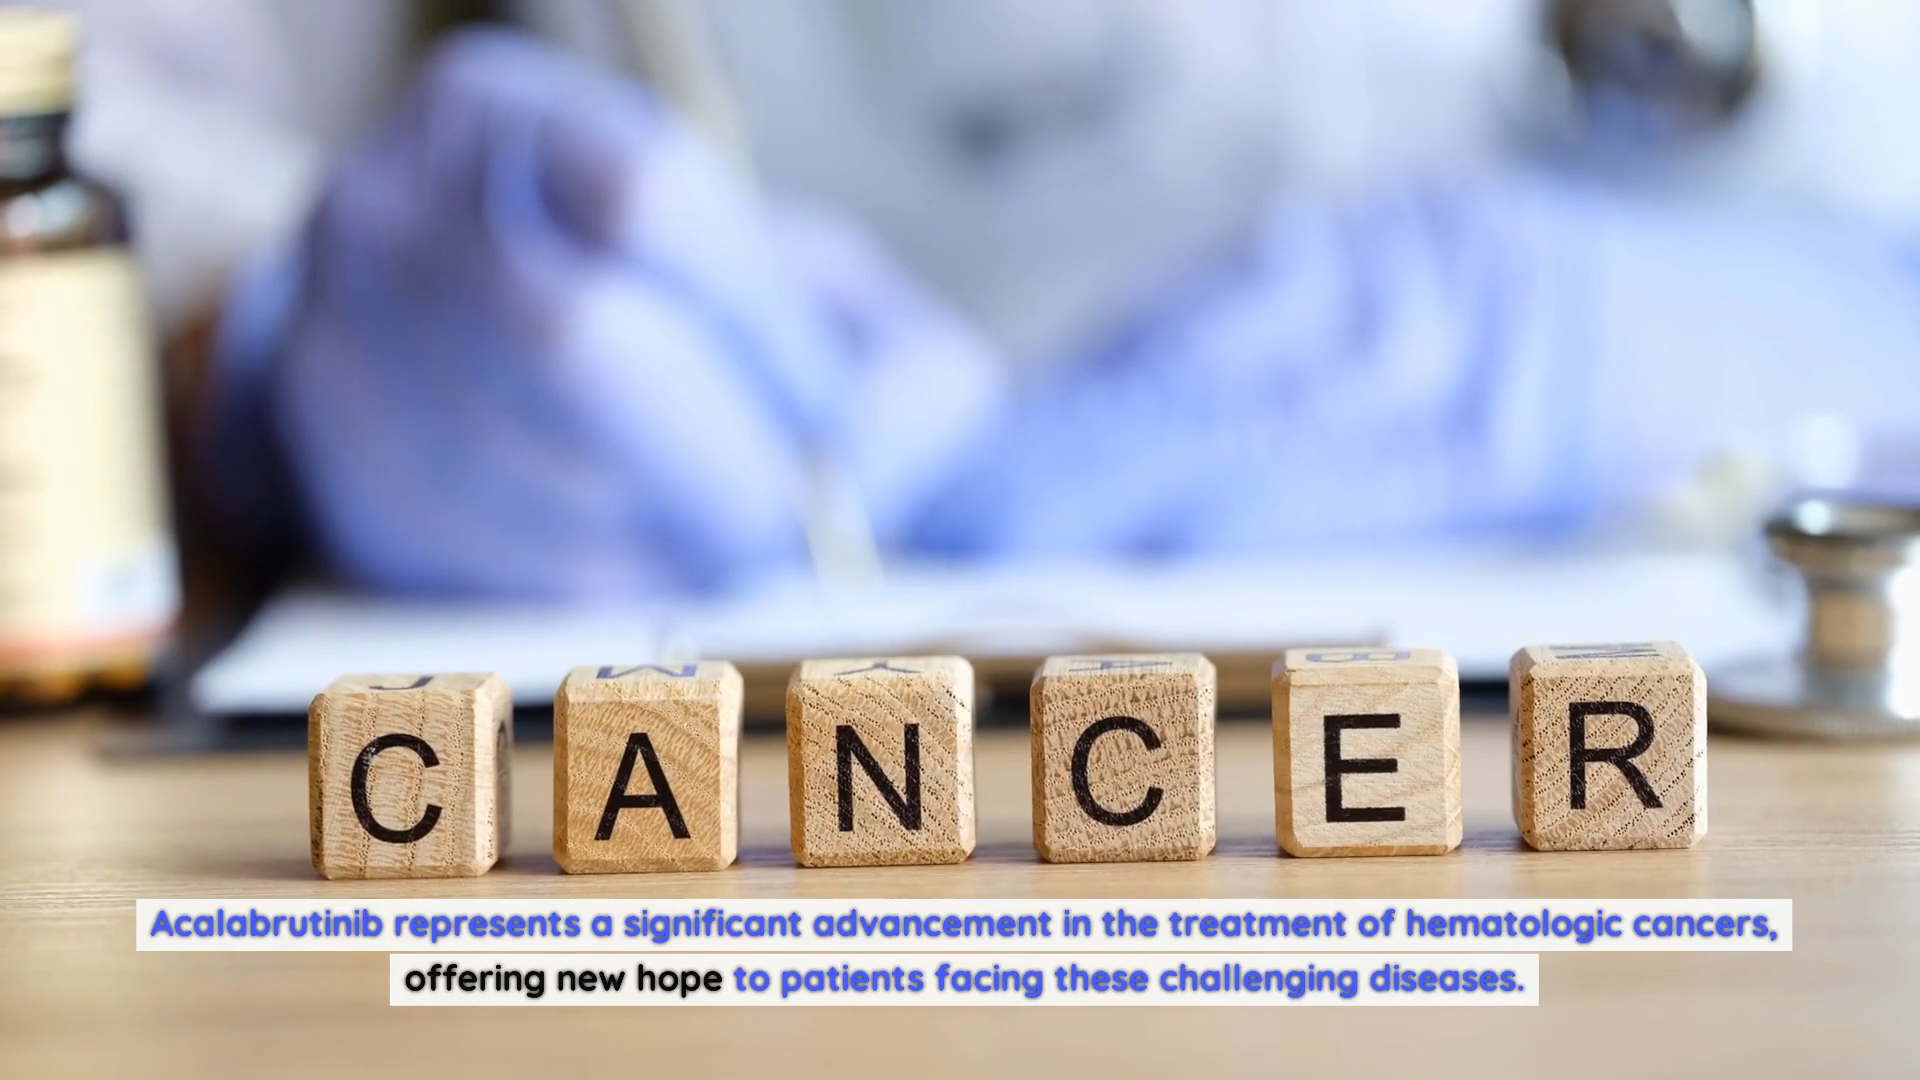 J W Y H B M
C A N C E R
Acalabrutinib represents a significant advancement in the treatment of hematologic cancers,
offering new hope to patients facing these challenging diseases.